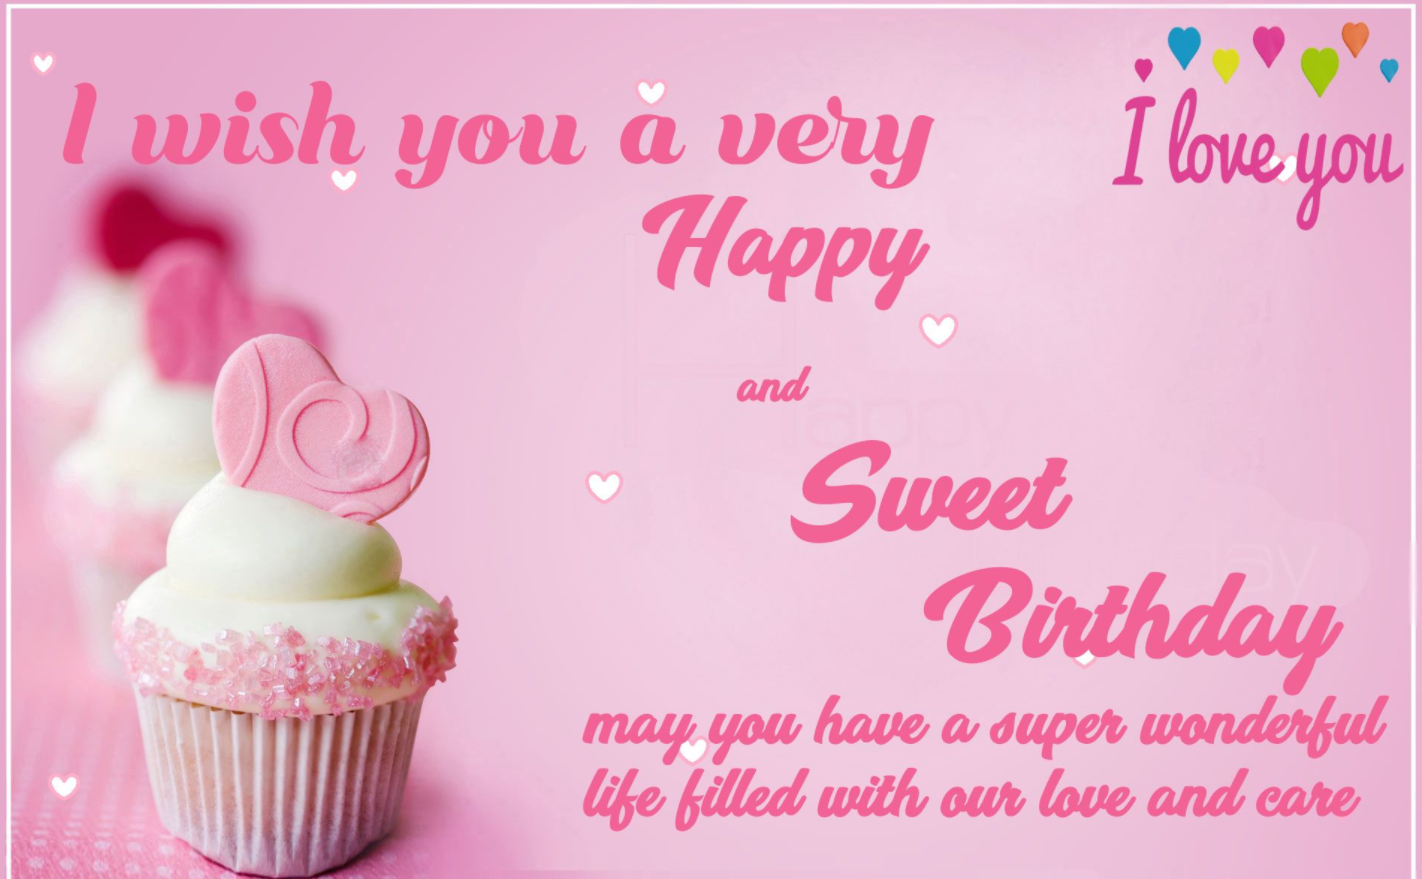 I wish you a very
I love you
Happy
and
Sweet
Birthday
may you have a super wonderful
life filled with our love and care